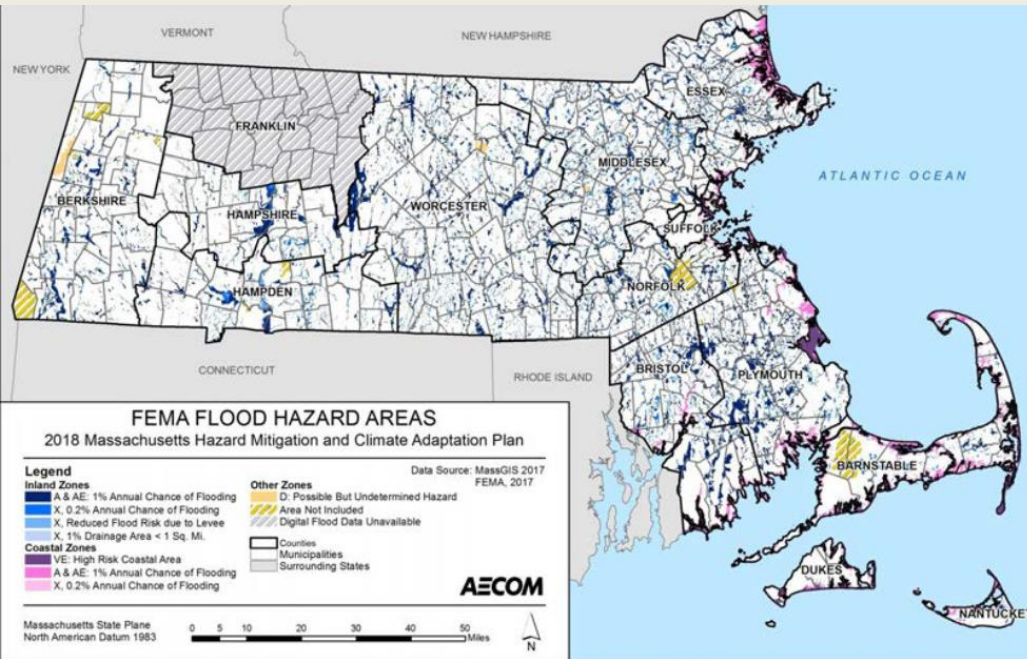 VERMONT
NEW HAMPSHIRE
NEW YORK
ESSEX
FRANKLIN
MIDDLESEX
ATLANTIC OCEAN
BERKSHIRE
HAMPSHIRE
WORCESTER
SUFFOLK
HAMPDEN
NORFOLK
CONNECTICUT
RHODE ISLAND
BRISTOL
PLYMOUTH
BARNSTABLE
DUKES
NANTUCKET
FEMA FLOOD HAZARD AREAS
2018 Massachusetts Hazard Mitigation and Climate Adaptation Plan
Legend
Data Source: MassGIS 2017
FEMA, 2017
Inland Zones
A & AE: 1% Annual Chance of Flooding
X, 0.2% Annual Chance of Flooding
X, Reduced Flood Risk due to Levee
X, 1% Drainage Area < 1 Sq. Mi.
Coastal Zones
VE: High Risk Coastal Area
A & AE: 1% Annual Chance of Flooding
X, 0.2% Annual Chance of Flooding
Other Zones
D: Possible But Undetermined Hazard
Area Not Included
Digital Flood Data Unavailable
Counties
Municipalities
Surrounding States
AECOM
Massachusetts State Plane
North American Datum 1983
0 5 10 20 30 40 50
Miles
N